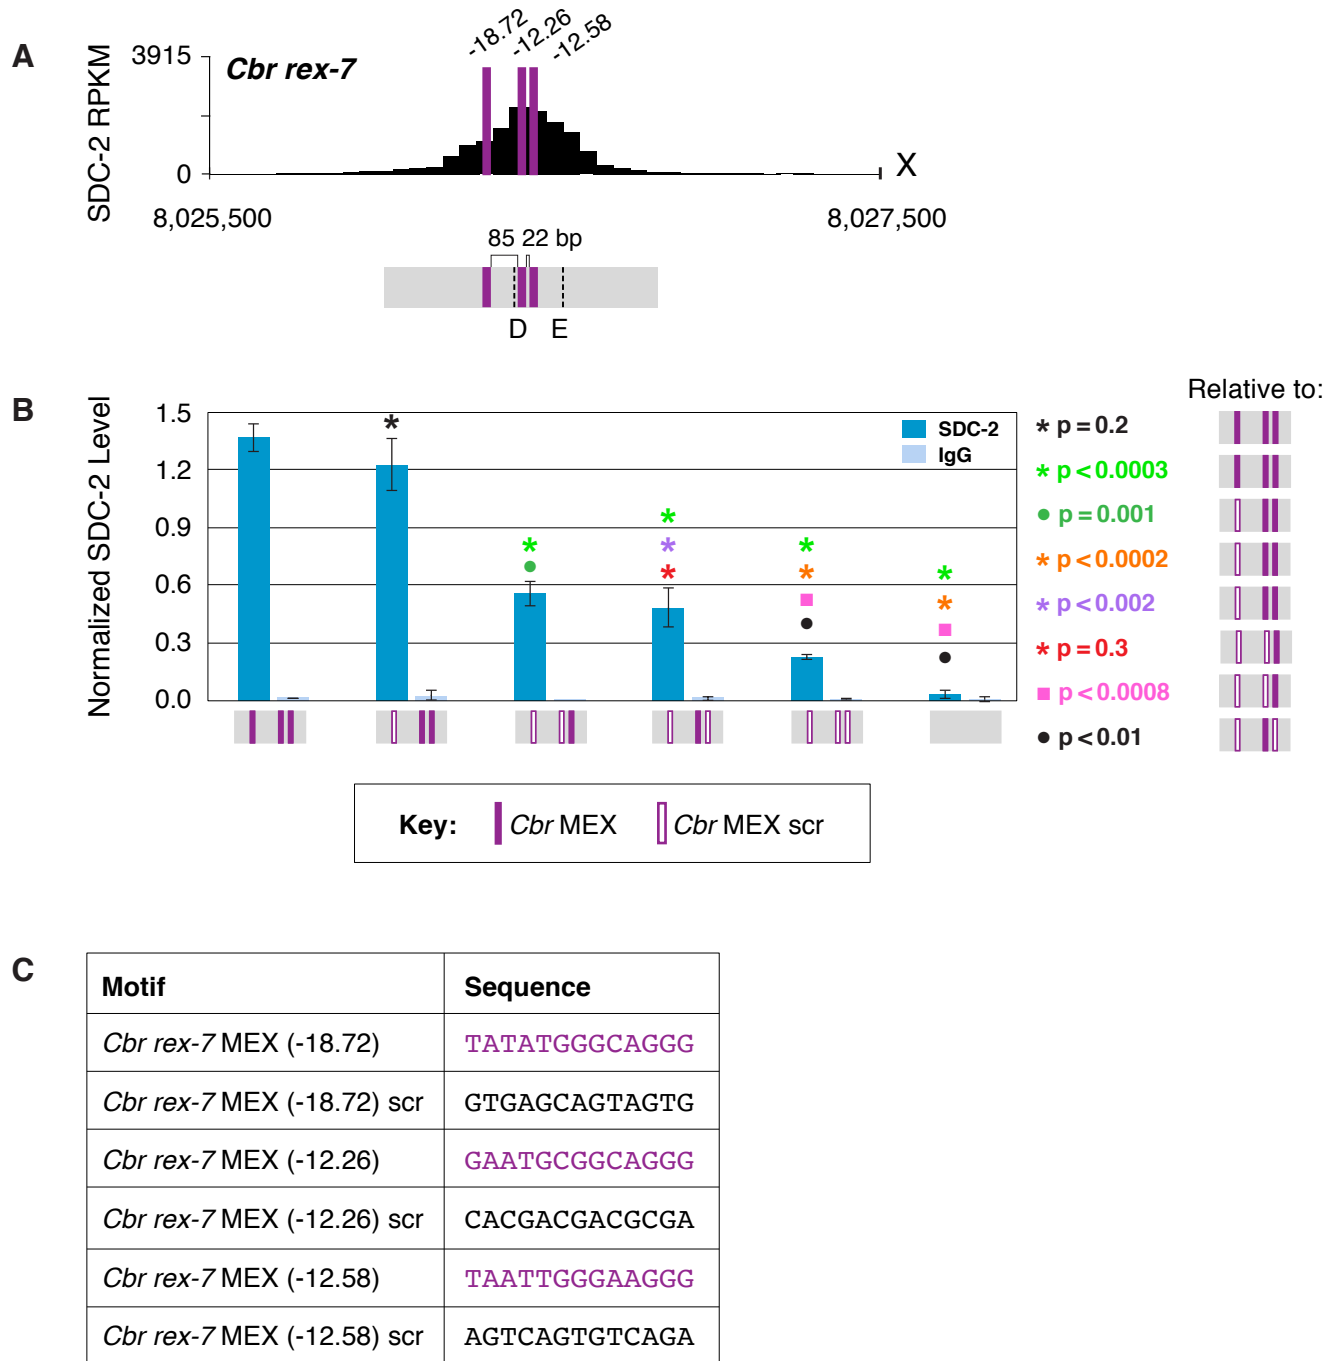 A
SDC-2 RPKM
3915
0
Cbr rex-7
-18.72
-12.26
-12.58
X
8,025,500
8,027,500
85 22 bp
D
E
B
Normalized SDC-2 Level
1.5
1.2
0.9
0.6
0.3
0.0
SDC-2
IgG
Relative to:
* p = 0.2
* p < 0.0003
● p = 0.001
* p < 0.0002
* p < 0.002
* p = 0.3
■ p < 0.0008
● p < 0.01
Key: Cbr MEX Cbr MEX scr
C
Motif Sequence
Cbr rex-7 MEX (-18.72) TATATGGGCAGGG
Cbr rex-7 MEX (-18.72) scr GTGAGCAGTAGTG
Cbr rex-7 MEX (-12.26) GAATGCGGCAGGG
Cbr rex-7 MEX (-12.26) scr CACGACGACGCGA
Cbr rex-7 MEX (-12.58) TAATTGGGAAGGG
Cbr rex-7 MEX (-12.58) scr AGTCAGTGTCAGA